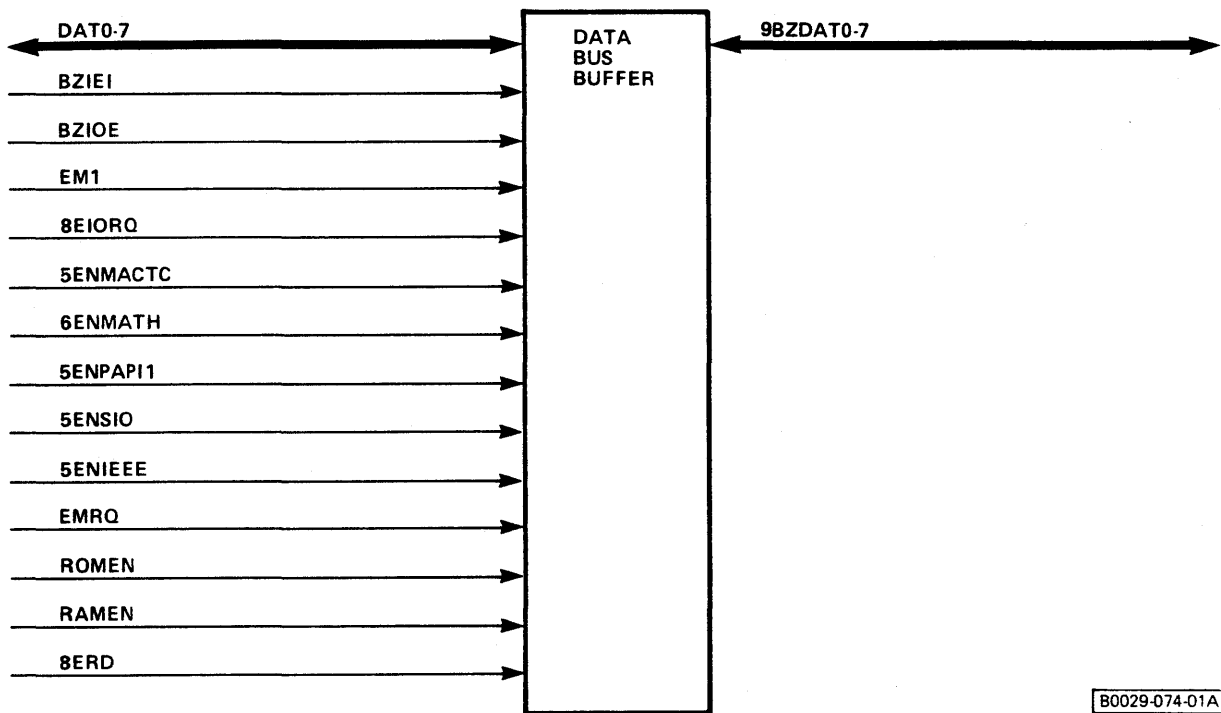 DAT0-7
DATA
BUS
BUFFER
9BZDAT0-7
BZIEI
BZIOE
EM1
8EIORQ
5ENMACTC
6ENMATH
5ENPAPI1
5ENSIO
5ENIEEE
EMRQ
ROMEN
RAMEN
8ERD
B0029-074-01A